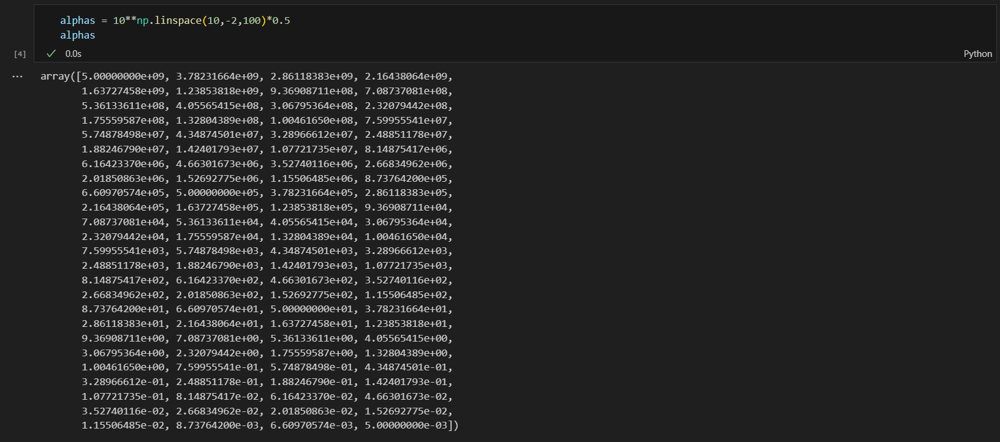 alphas = 10**np.linspace(10,-2,100)*0.5
alphas
[4] 0.0s Python
... array([5.00000000e+09, 3.78231664e+09, 2.86118383e+09, 2.16438064e+09,
1.63727458e+09, 1.23853818e+09, 9.36908711e+08, 7.08737081e+08,
5.36133611e+08, 4.05565415e+08, 3.06795364e+08, 2.32079442e+08,
1.75559587e+08, 1.32804389e+08, 1.00461650e+08, 7.59955541e+07,
5.74878498e+07, 4.34874501e+07, 3.28966612e+07, 2.48851178e+07,
1.88246790e+07, 1.42401793e+07, 1.07721735e+07, 8.14875417e+06,
6.16423370e+06, 4.66301673e+06, 3.52740116e+06, 2.66834962e+06,
2.01850863e+06, 1.52692775e+06, 1.15506485e+06, 8.73764200e+05,
6.60970574e+05, 5.00000000e+05, 3.78231664e+05, 2.86118383e+05,
2.16438064e+05, 1.63727458e+05, 1.23853818e+05, 9.36908711e+04,
7.08737081e+04, 5.36133611e+04, 4.05565415e+04, 3.06795364e+04,
2.32079442e+04, 1.75559587e+04, 1.32804389e+04, 1.00461650e+04,
7.59955541e+03, 5.74878498e+03, 4.34874501e+03, 3.28966612e+03,
2.48851178e+03, 1.88246790e+03, 1.42401793e+03, 1.07721735e+03,
8.14875417e+02, 6.16423370e+02, 4.66301673e+02, 3.52740116e+02,
2.66834962e+02, 2.01850863e+02, 1.52692775e+02, 1.15506485e+02,
8.73764200e+01, 6.60970574e+01, 5.00000000e+01, 3.78231664e+01,
2.86118383e+01, 2.16438064e+01, 1.63727458e+01, 1.23853818e+01,
9.36908711e+00, 7.08737081e+00, 5.36133611e+00, 4.05565415e+00,
3.06795364e+00, 2.32079442e+00, 1.75559587e+00, 1.32804389e+00,
1.00461650e+00, 7.59955541e-01, 5.74878498e-01, 4.34874501e-01,
3.28966612e-01, 2.48851178e-01, 1.88246790e-01, 1.42401793e-01,
1.07721735e-01, 8.14875417e-02, 6.16423370e-02, 4.66301673e-02,
3.52740116e-02, 2.66834962e-02, 2.01850863e-02, 1.52692775e-02,
1.15506485e-02, 8.73764200e-03, 6.60970574e-03, 5.00000000e-03])